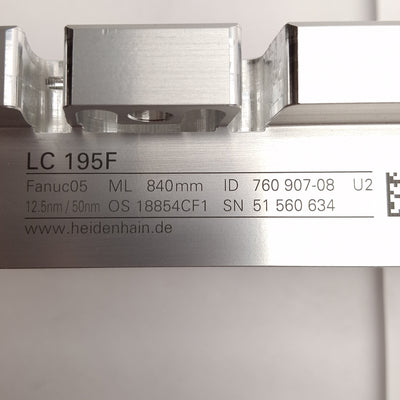 LC 195F
Fanuc05 ML 840mm ID 760 907-08 U2
12.5nm / 50nm OS 18854CF1 SN 51 560 634
www.heidenhain.de